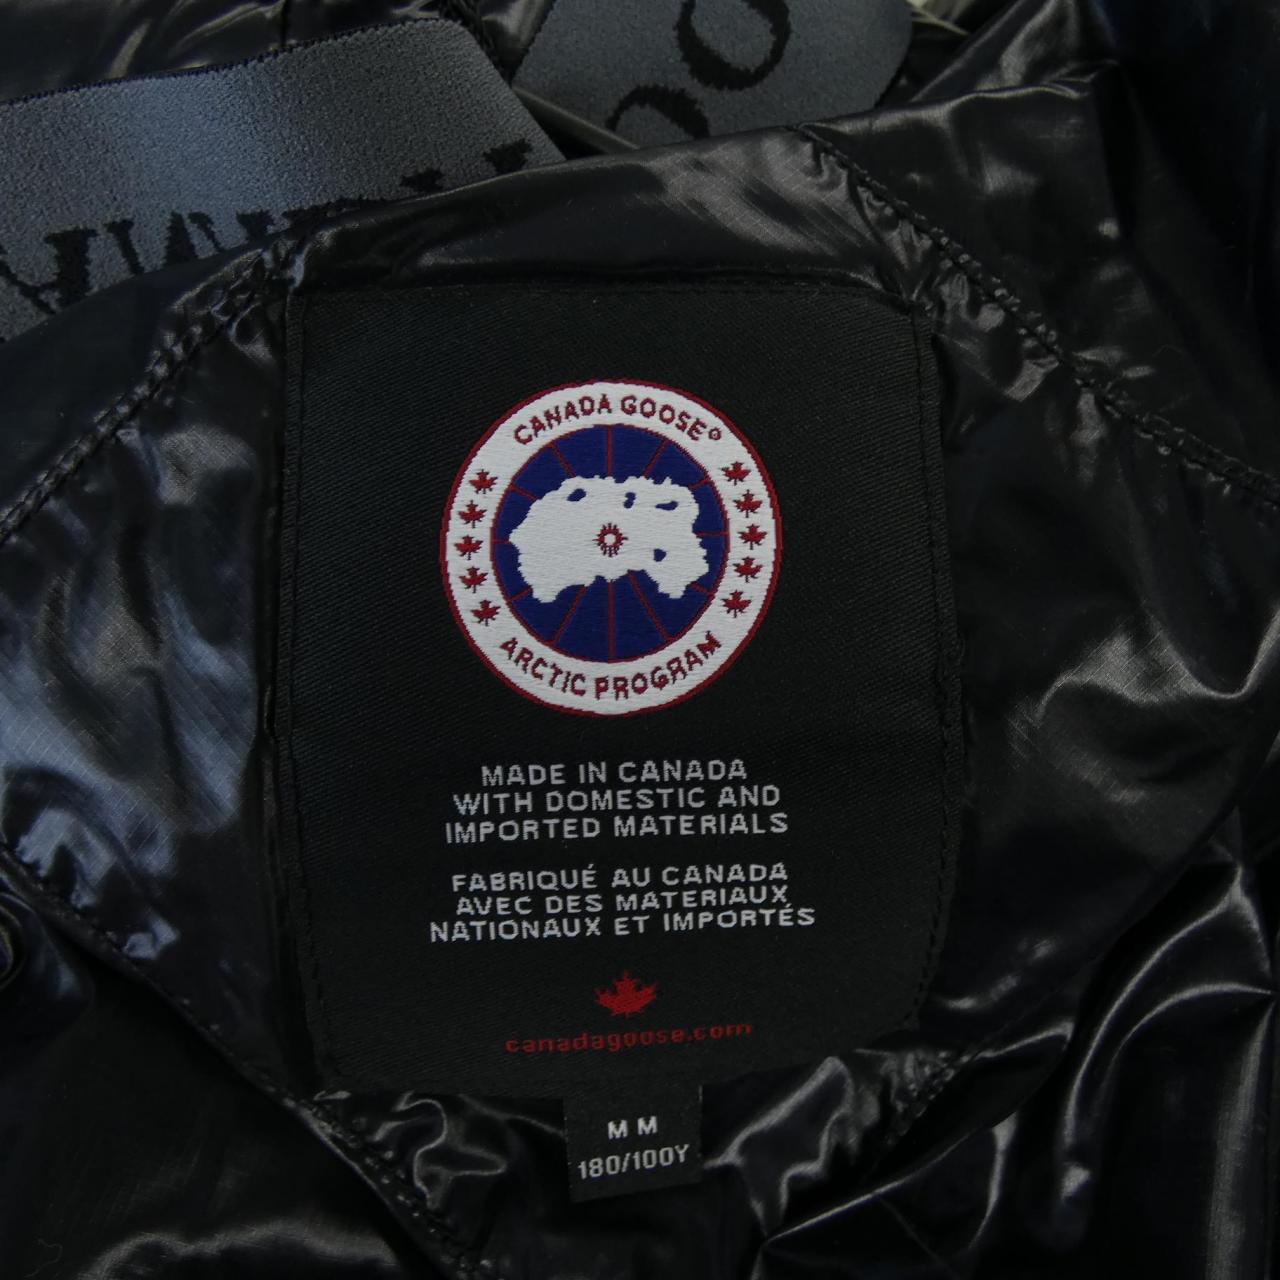 CANADA GOOSE®
ARCTIC PROGRAM
MADE IN CANADA
WITH DOMESTIC AND
IMPORTED MATERIALS
FABRIQUÉ AU CANADA
AVEC DES MATERIAUX
NATIONAUX ET IMPORTÉS
canadagoose.com
M M
180/100Y